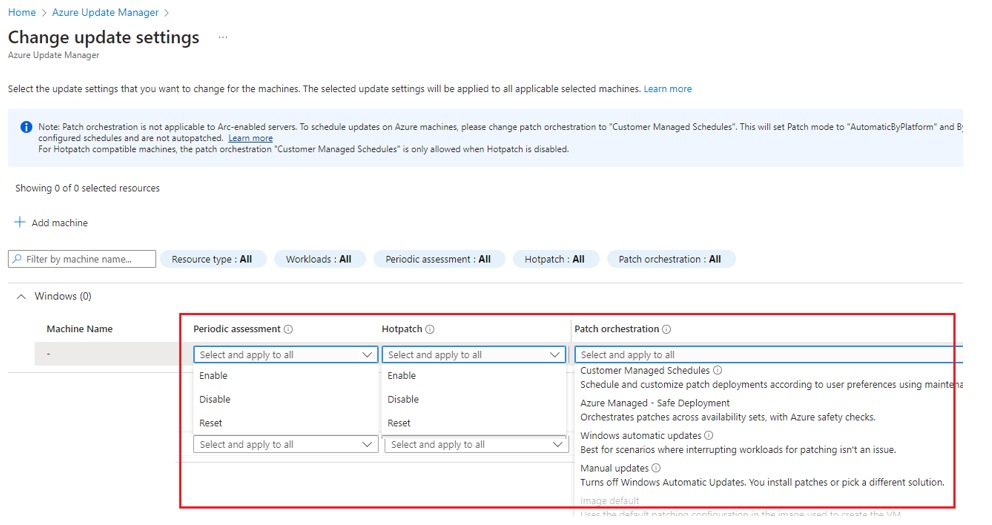 Home > Azure Update Manager >
Change update settings ...
Azure Update Manager
Select the update settings that you want to change for the machines. The selected update settings will be applied to all applicable selected machines. Learn more
Note: Patch orchestration is not applicable to Arc-enabled servers. To schedule updates on Azure machines, please change patch orchestration to "Customer Managed Schedules". This will set Patch mode to "AutomaticByPlatform" and By
configured schedules and are not autopatched. Learn more
For Hotpatch compatible machines, the patch orchestration "Customer Managed Schedules" is only allowed when Hotpatch is disabled.
Showing 0 of 0 selected resources
+ Add machine
Filter by machine name... Resource type : All Workloads : All Periodic assessment : All Hotpatch : All Patch orchestration : All
Windows (0)
Machine Name Periodic assessment Hotpatch Patch orchestration
- Select and apply to all Select and apply to all Select and apply to all
Enable Enable Customer Managed Schedules
Schedule and customize patch deployments according to user preferences using maintena
Disable Disable Azure Managed - Safe Deployment
Orchestrates patches across availability sets, with Azure safety checks.
Reset Reset Windows automatic updates
Select and apply to all Select and apply to all Best for scenarios where interrupting workloads for patching isn't an issue.
Manual updates
Turns off Windows Automatic Updates. You install patches or pick a different solution.
Image default
Uses the default patching configuration in the image used to create the VM